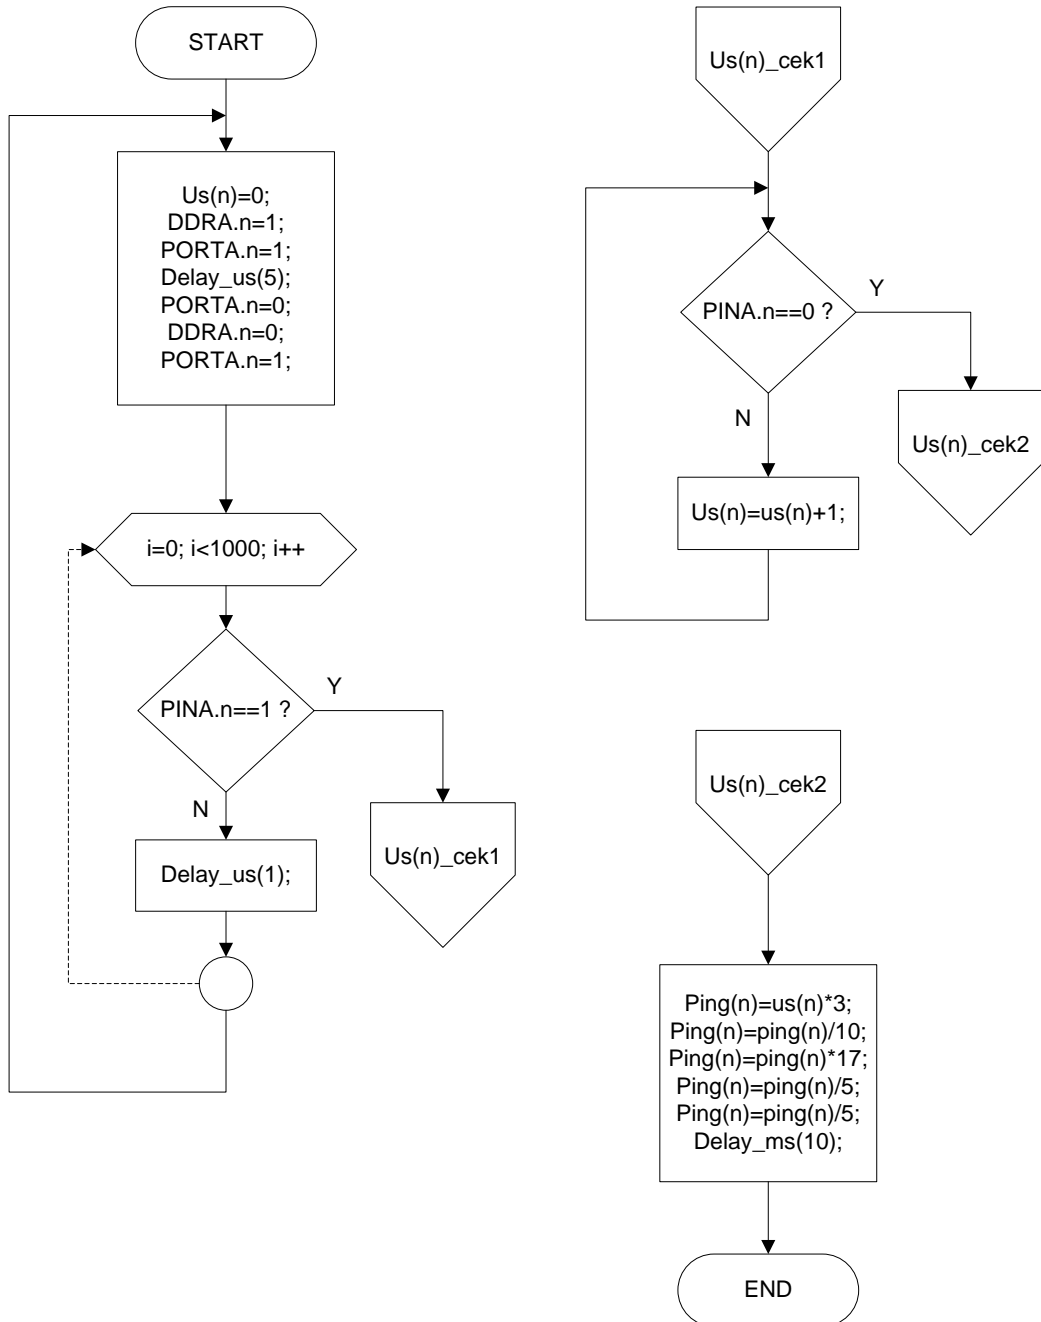 START
Us(n)=0;
DDRA.n=1;
PORTA.n=1;
Delay_us(5);
PORTA.n=0;
DDRA.n=0;
PORTA.n=1;
i=0; i<1000; i++
PINA.n==1 ?
Y
N
Delay_us(1);
Us(n)_cek1
Us(n)_cek1
PINA.n==0 ?
Y
N
Us(n)_cek2
Us(n)=us(n)+1;
Us(n)_cek2
Ping(n)=us(n)*3;
Ping(n)=ping(n)/10;
Ping(n)=ping(n)*17;
Ping(n)=ping(n)/5;
Ping(n)=ping(n)/5;
Delay_ms(10);
END